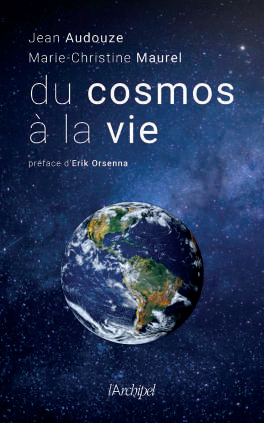 Jean Audouze
Marie-Christine Maurel
du cosmos
à la vie
préface d'Erik Orsenna
l'Archipel